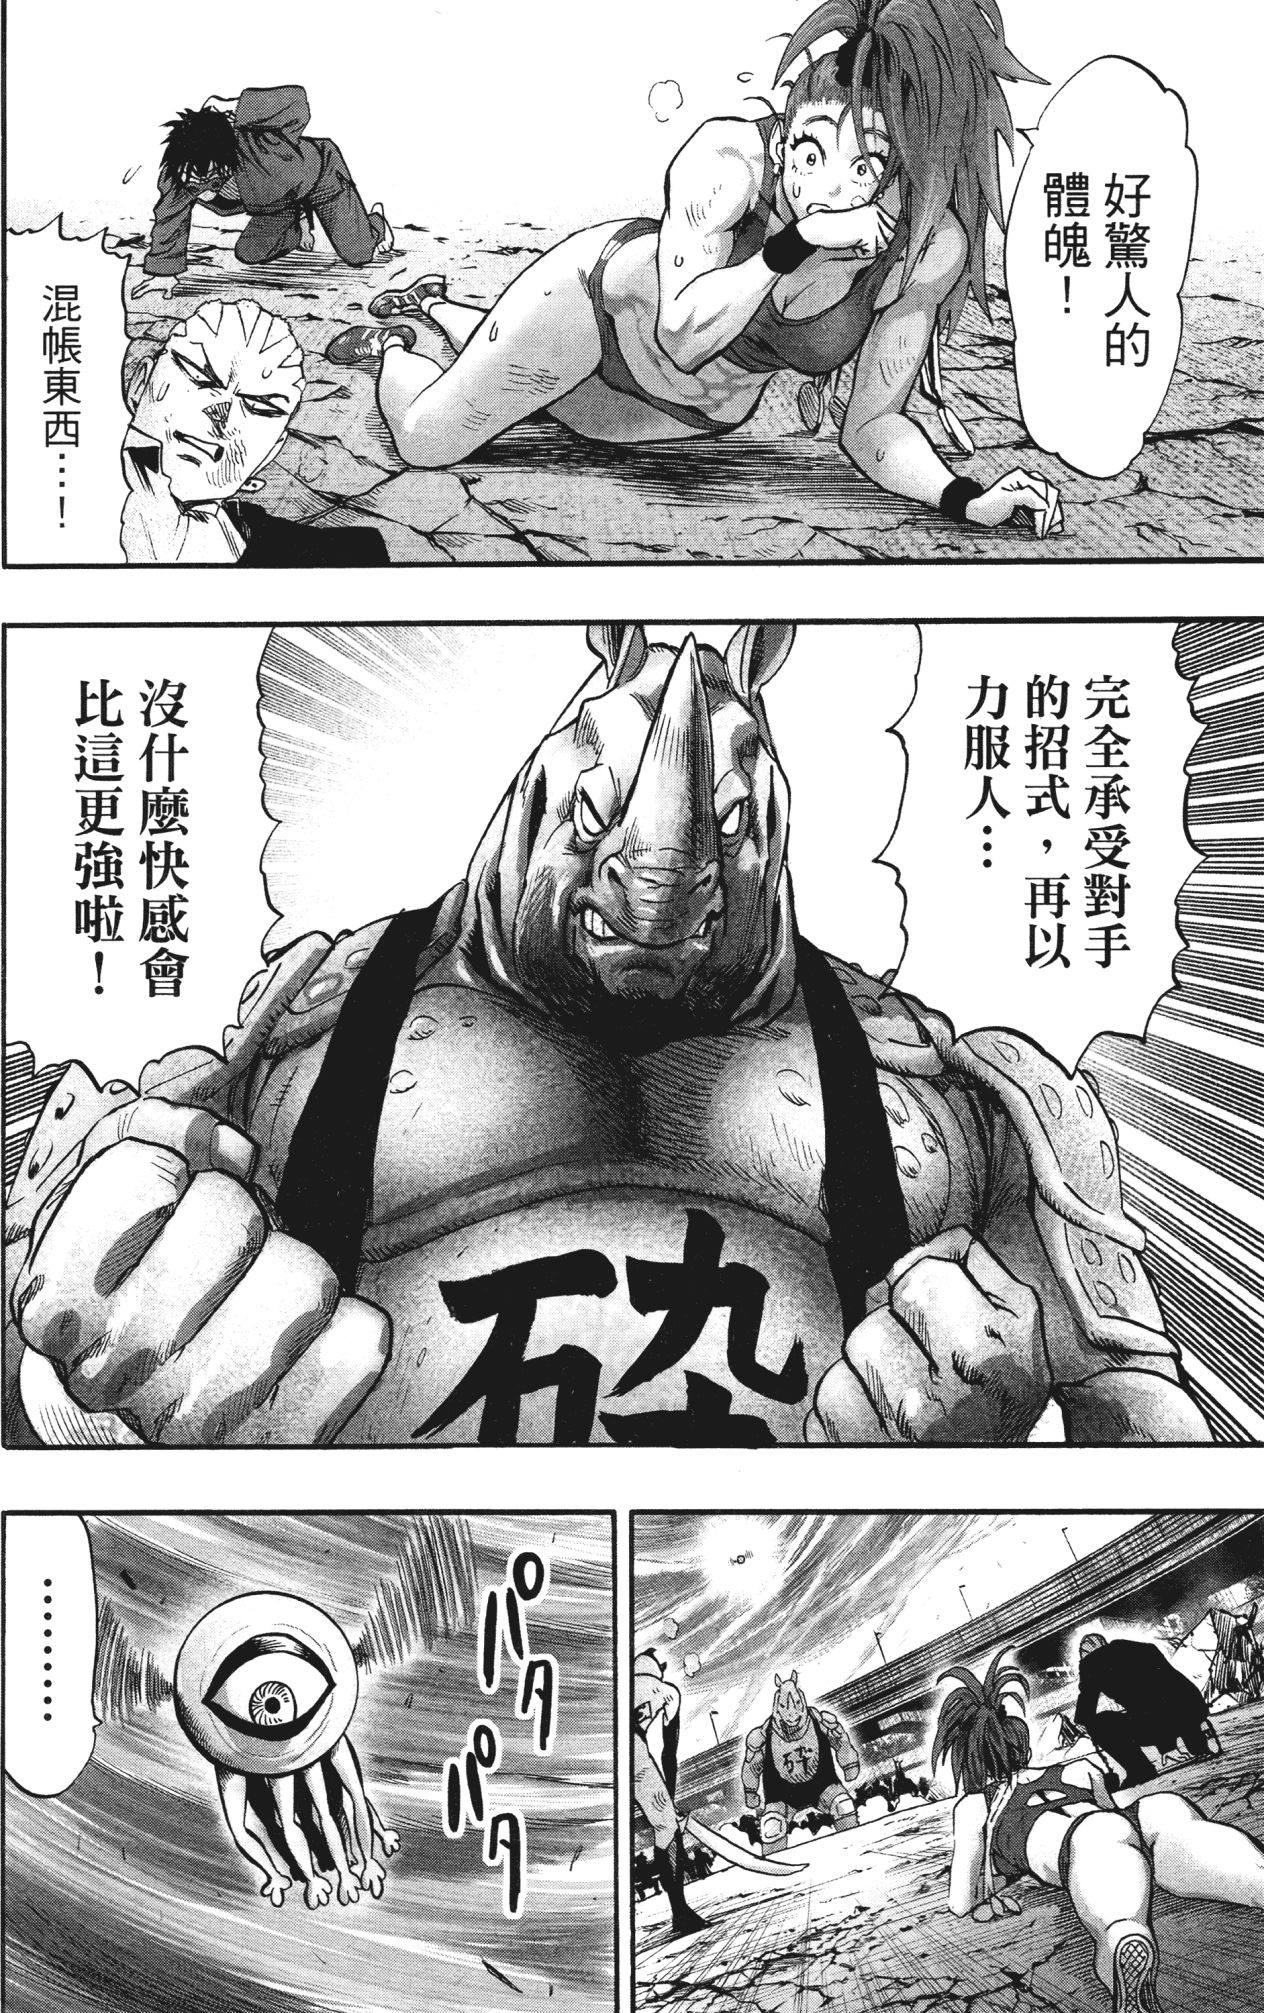 好驚人的
體魄！
混帳東西……！
完全承受對手
的招式，再以
力服人…
沒什麼快感會
比這更強啦！
砕
砕
パタ
パタ
………